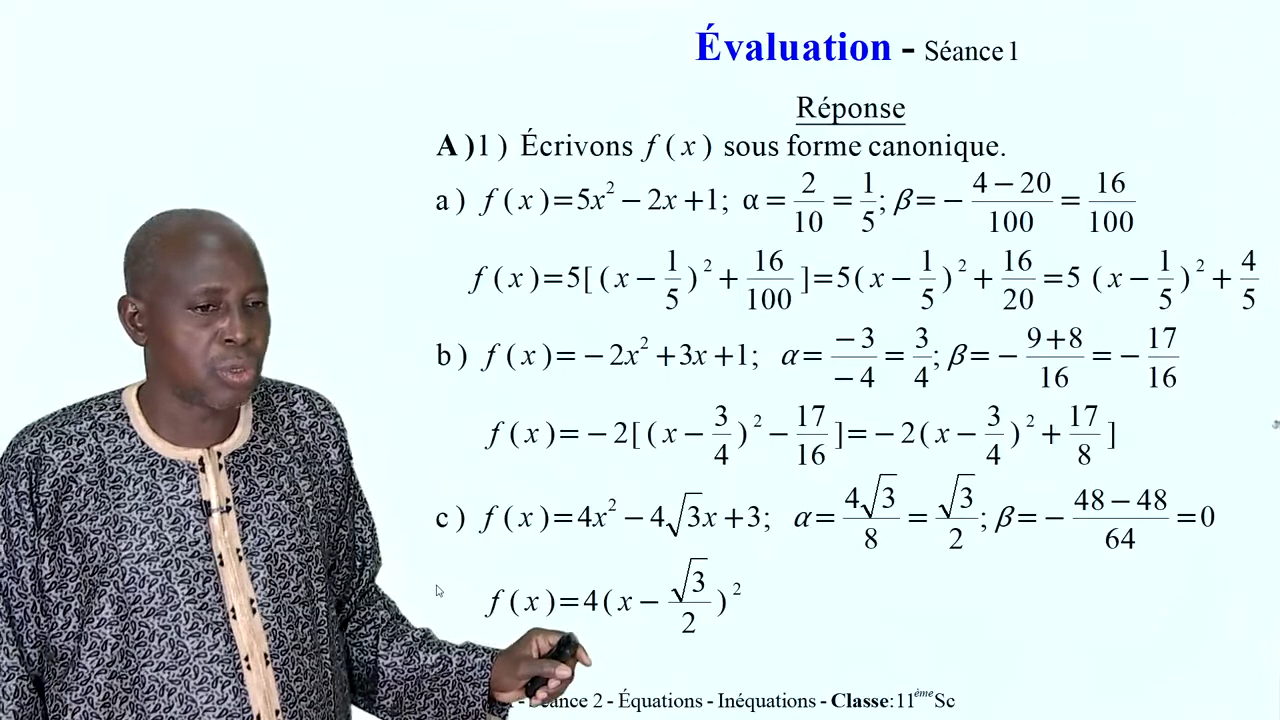 Évaluation - Séance 1
Réponse
A)1) Écrivons f(x) sous forme canonique.
a) f(x)=5x² − 2x+1; α = 2/10 = 1/5; β = − (4−20)/100 = 16/100
f(x)=5[(x − 1/5)² + 16/100]=5(x − 1/5)² + 16/20 =5 (x − 1/5)² + 4/5
b) f(x)= −2x² +3x+1; α = −3/−4 = 3/4; β = − (9+8)/16 = − 17/16
f(x)= −2[(x − 3/4)² − 17/16]= −2(x − 3/4)² + 17/8]
c) f(x)=4x² − 4√3x+3; α = 4√3/8 = √3/2; β = − (48−48)/64 =0
f(x)=4(x − √3/2)²
2 - Équations - Inéquations - Classe:11ème Sc